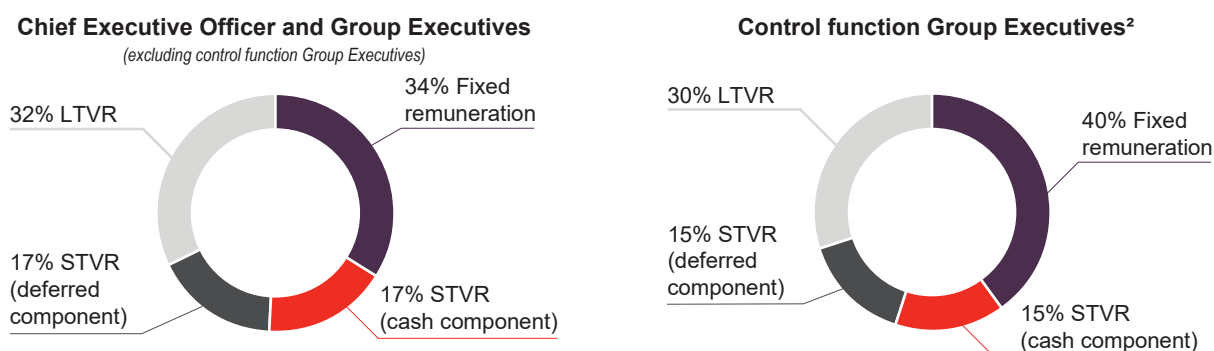 Chief Executive Officer and Group Executives
(excluding control function Group Executives)
34% Fixed
remuneration
32% LTVR
17% STVR
(deferred
component)
17% STVR
(cash component)
Control function Group Executives²
30% LTVR
40% Fixed
remuneration
15% STVR
(deferred
component)
15% STVR
(cash component)